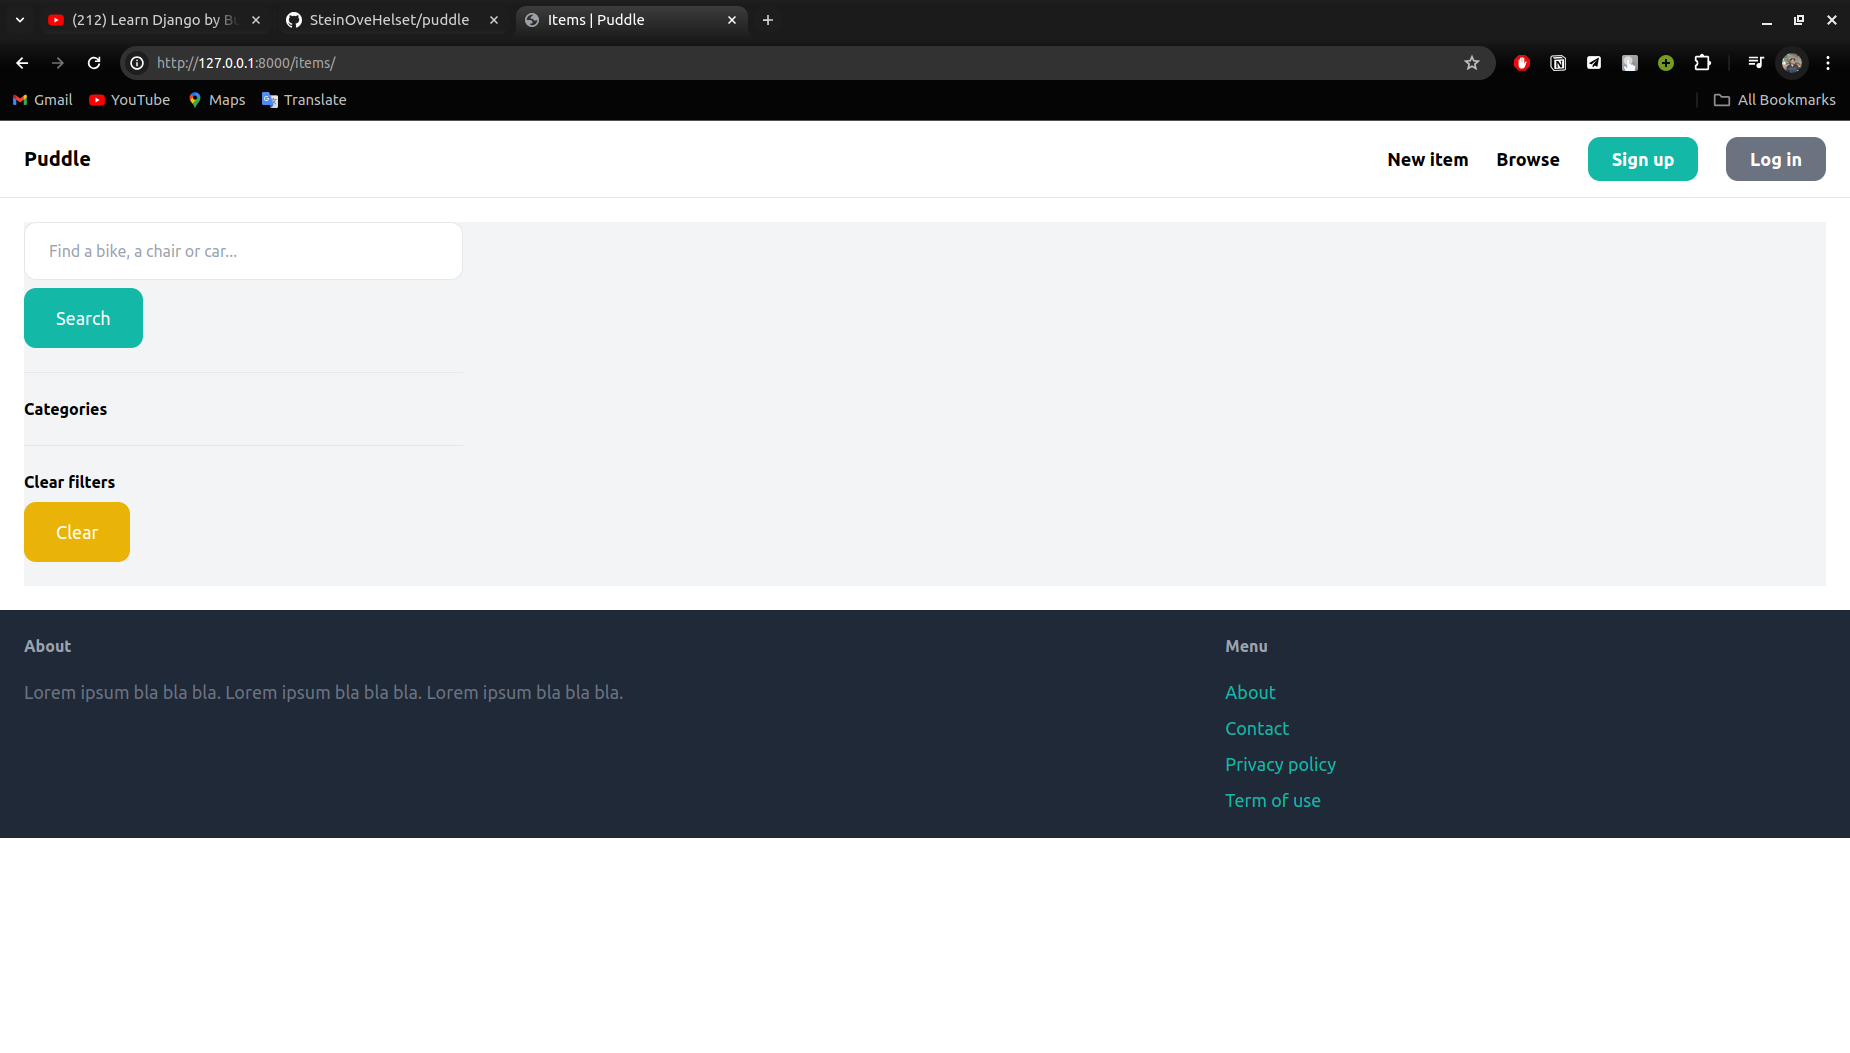 (212) Learn Django by Bu
SteinOveHelset/puddle
Items | Puddle
http://127.0.0.1:8000/items/
Gmail
YouTube
Maps
Translate
All Bookmarks
Puddle
New item
Browse
Sign up
Log in
Find a bike, a chair or car...
Search
Categories
Clear filters
Clear
About
Lorem ipsum bla bla bla. Lorem ipsum bla bla bla. Lorem ipsum bla bla bla.
Menu
About
Contact
Privacy policy
Term of use